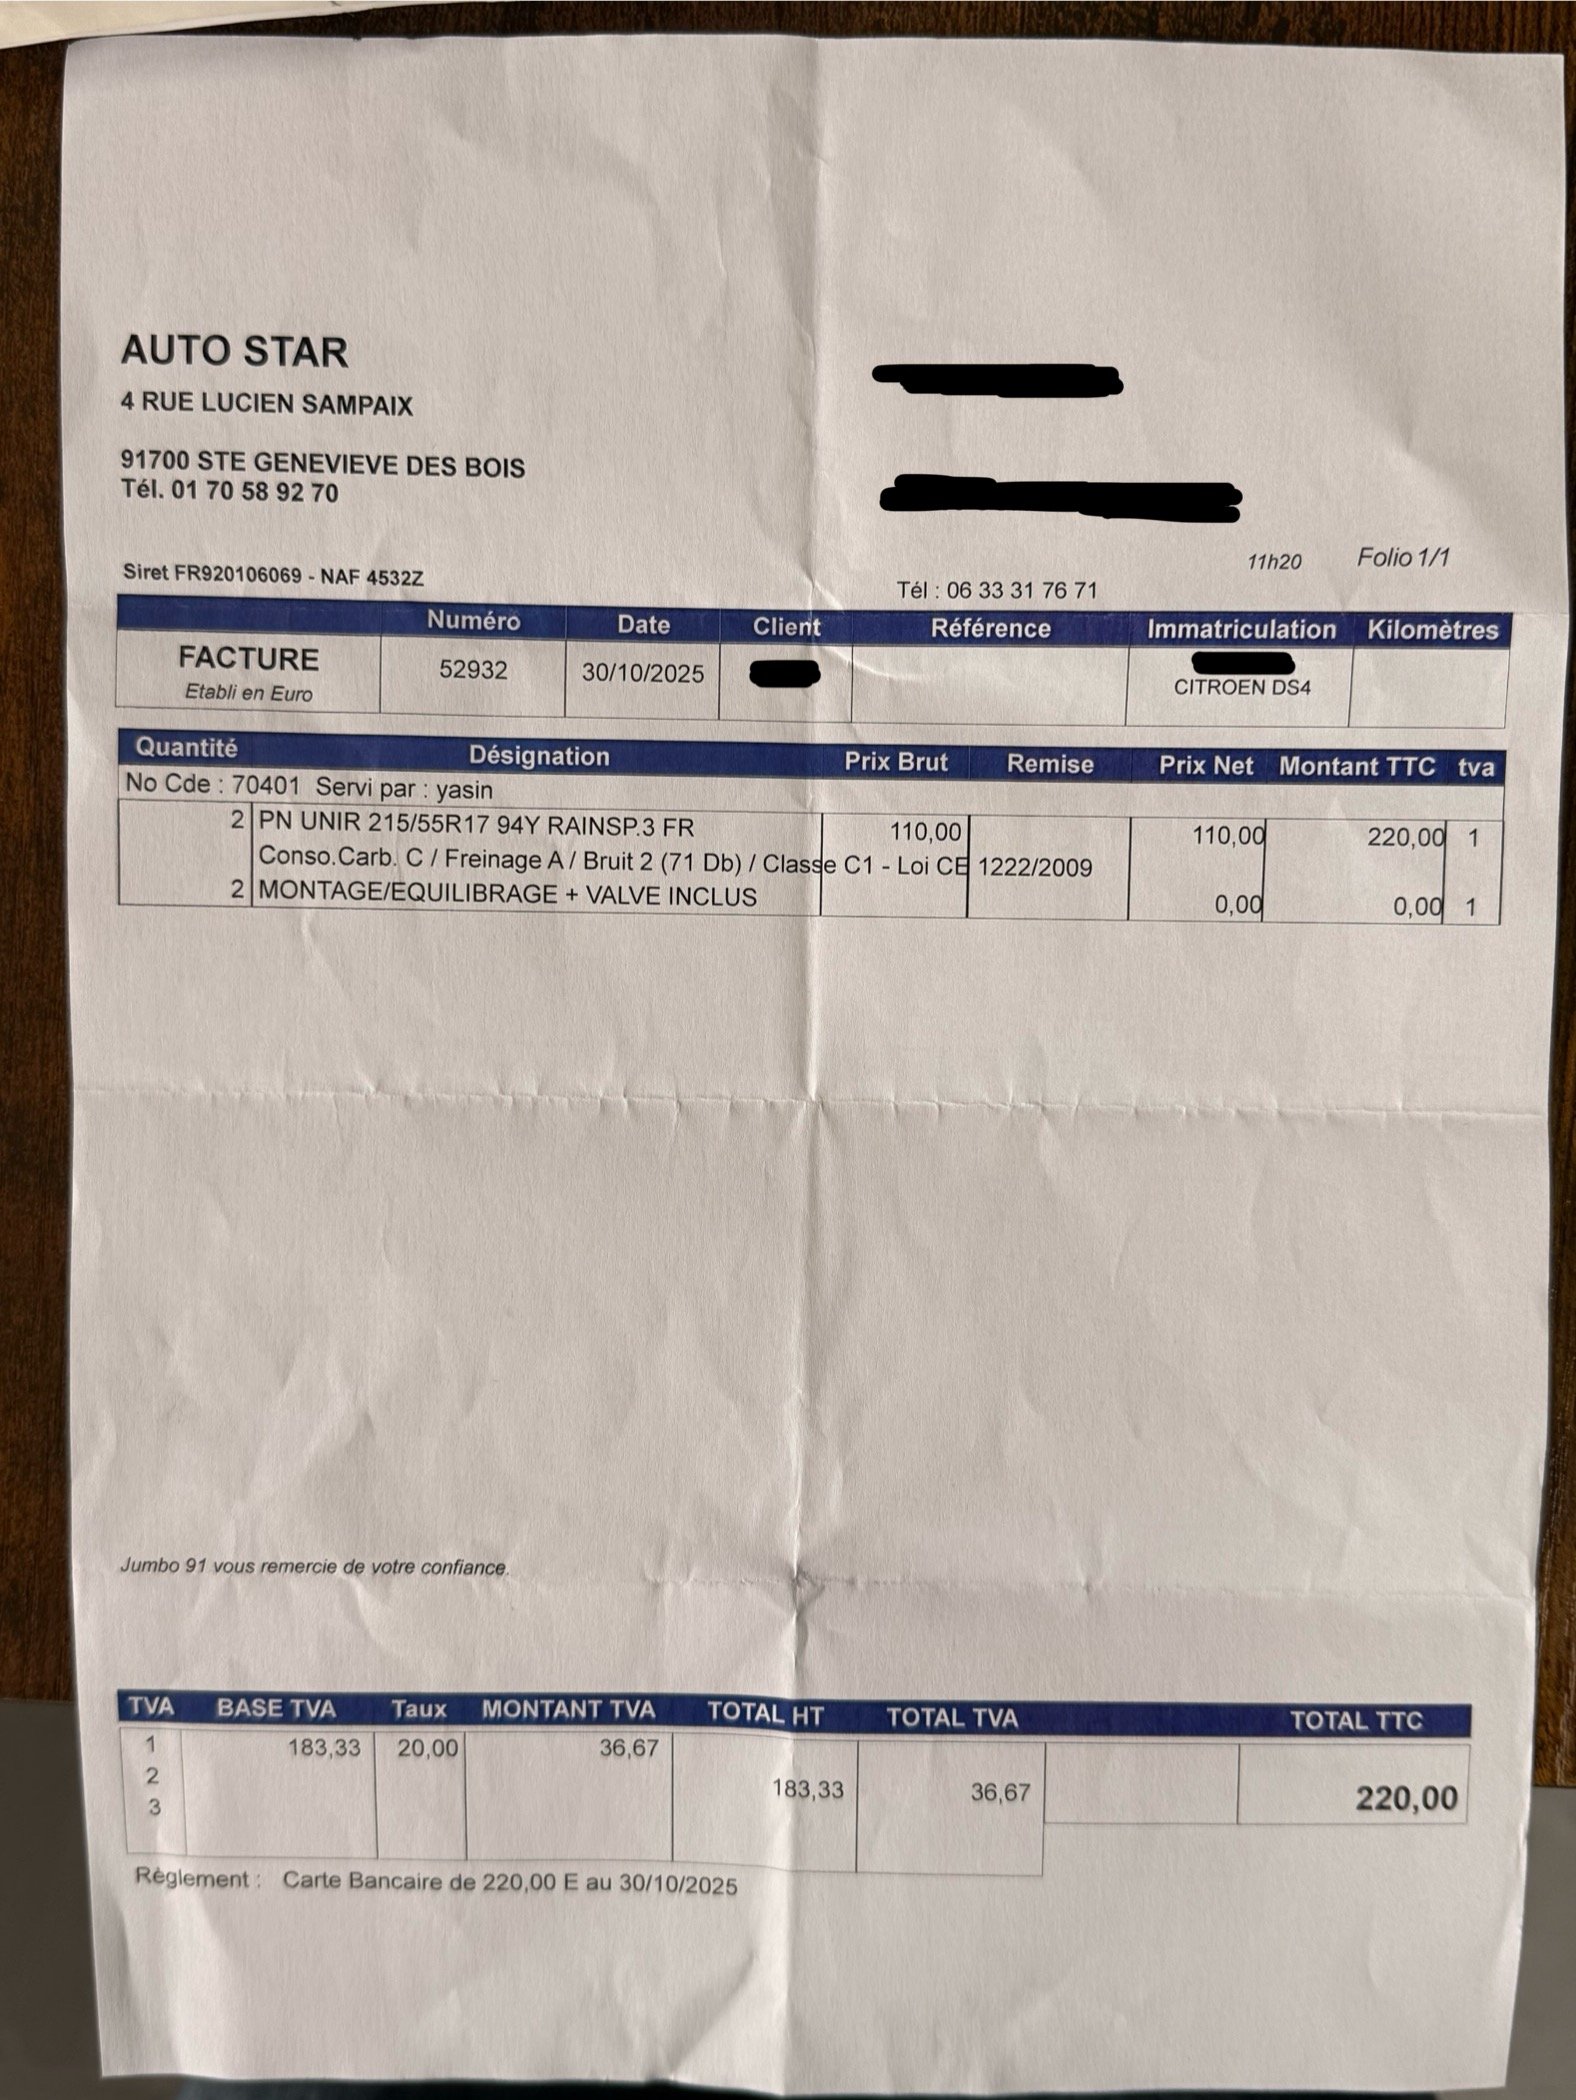 AUTO STAR
4 RUE LUCIEN SAMPAIX
91700 STE GENEVIEVE DES BOIS
Tél. 01 70 58 92 70
Siret FR920106069 - NAF 4532Z
11h20 Folio 1/1
Tél : 06 33 31 76 71
Numéro Date Client Référence Immatriculation Kilomètres
FACTURE 52932 30/10/2025
Etabli en Euro CITROEN DS4
Quantité Désignation Prix Brut Remise Prix Net Montant TTC tva
No Cde : 70401 Servi par : yasin
2 PN UNIR 215/55R17 94Y RAINSP.3 FR 110,00 110,00 220,00 1
Conso.Carb. C / Freinage A / Bruit 2 (71 Db) / Classe C1 - Loi CE 1222/2009
2 MONTAGE/EQUILIBRAGE + VALVE INCLUS 0,00 0,00 1
Jumbo 91 vous remercie de votre confiance.
TVA BASE TVA Taux MONTANT TVA TOTAL HT TOTAL TVA TOTAL TTC
1 183,33 20,00 36,67
2 183,33 36,67 220,00
3
Règlement : Carte Bancaire de 220,00 E au 30/10/2025